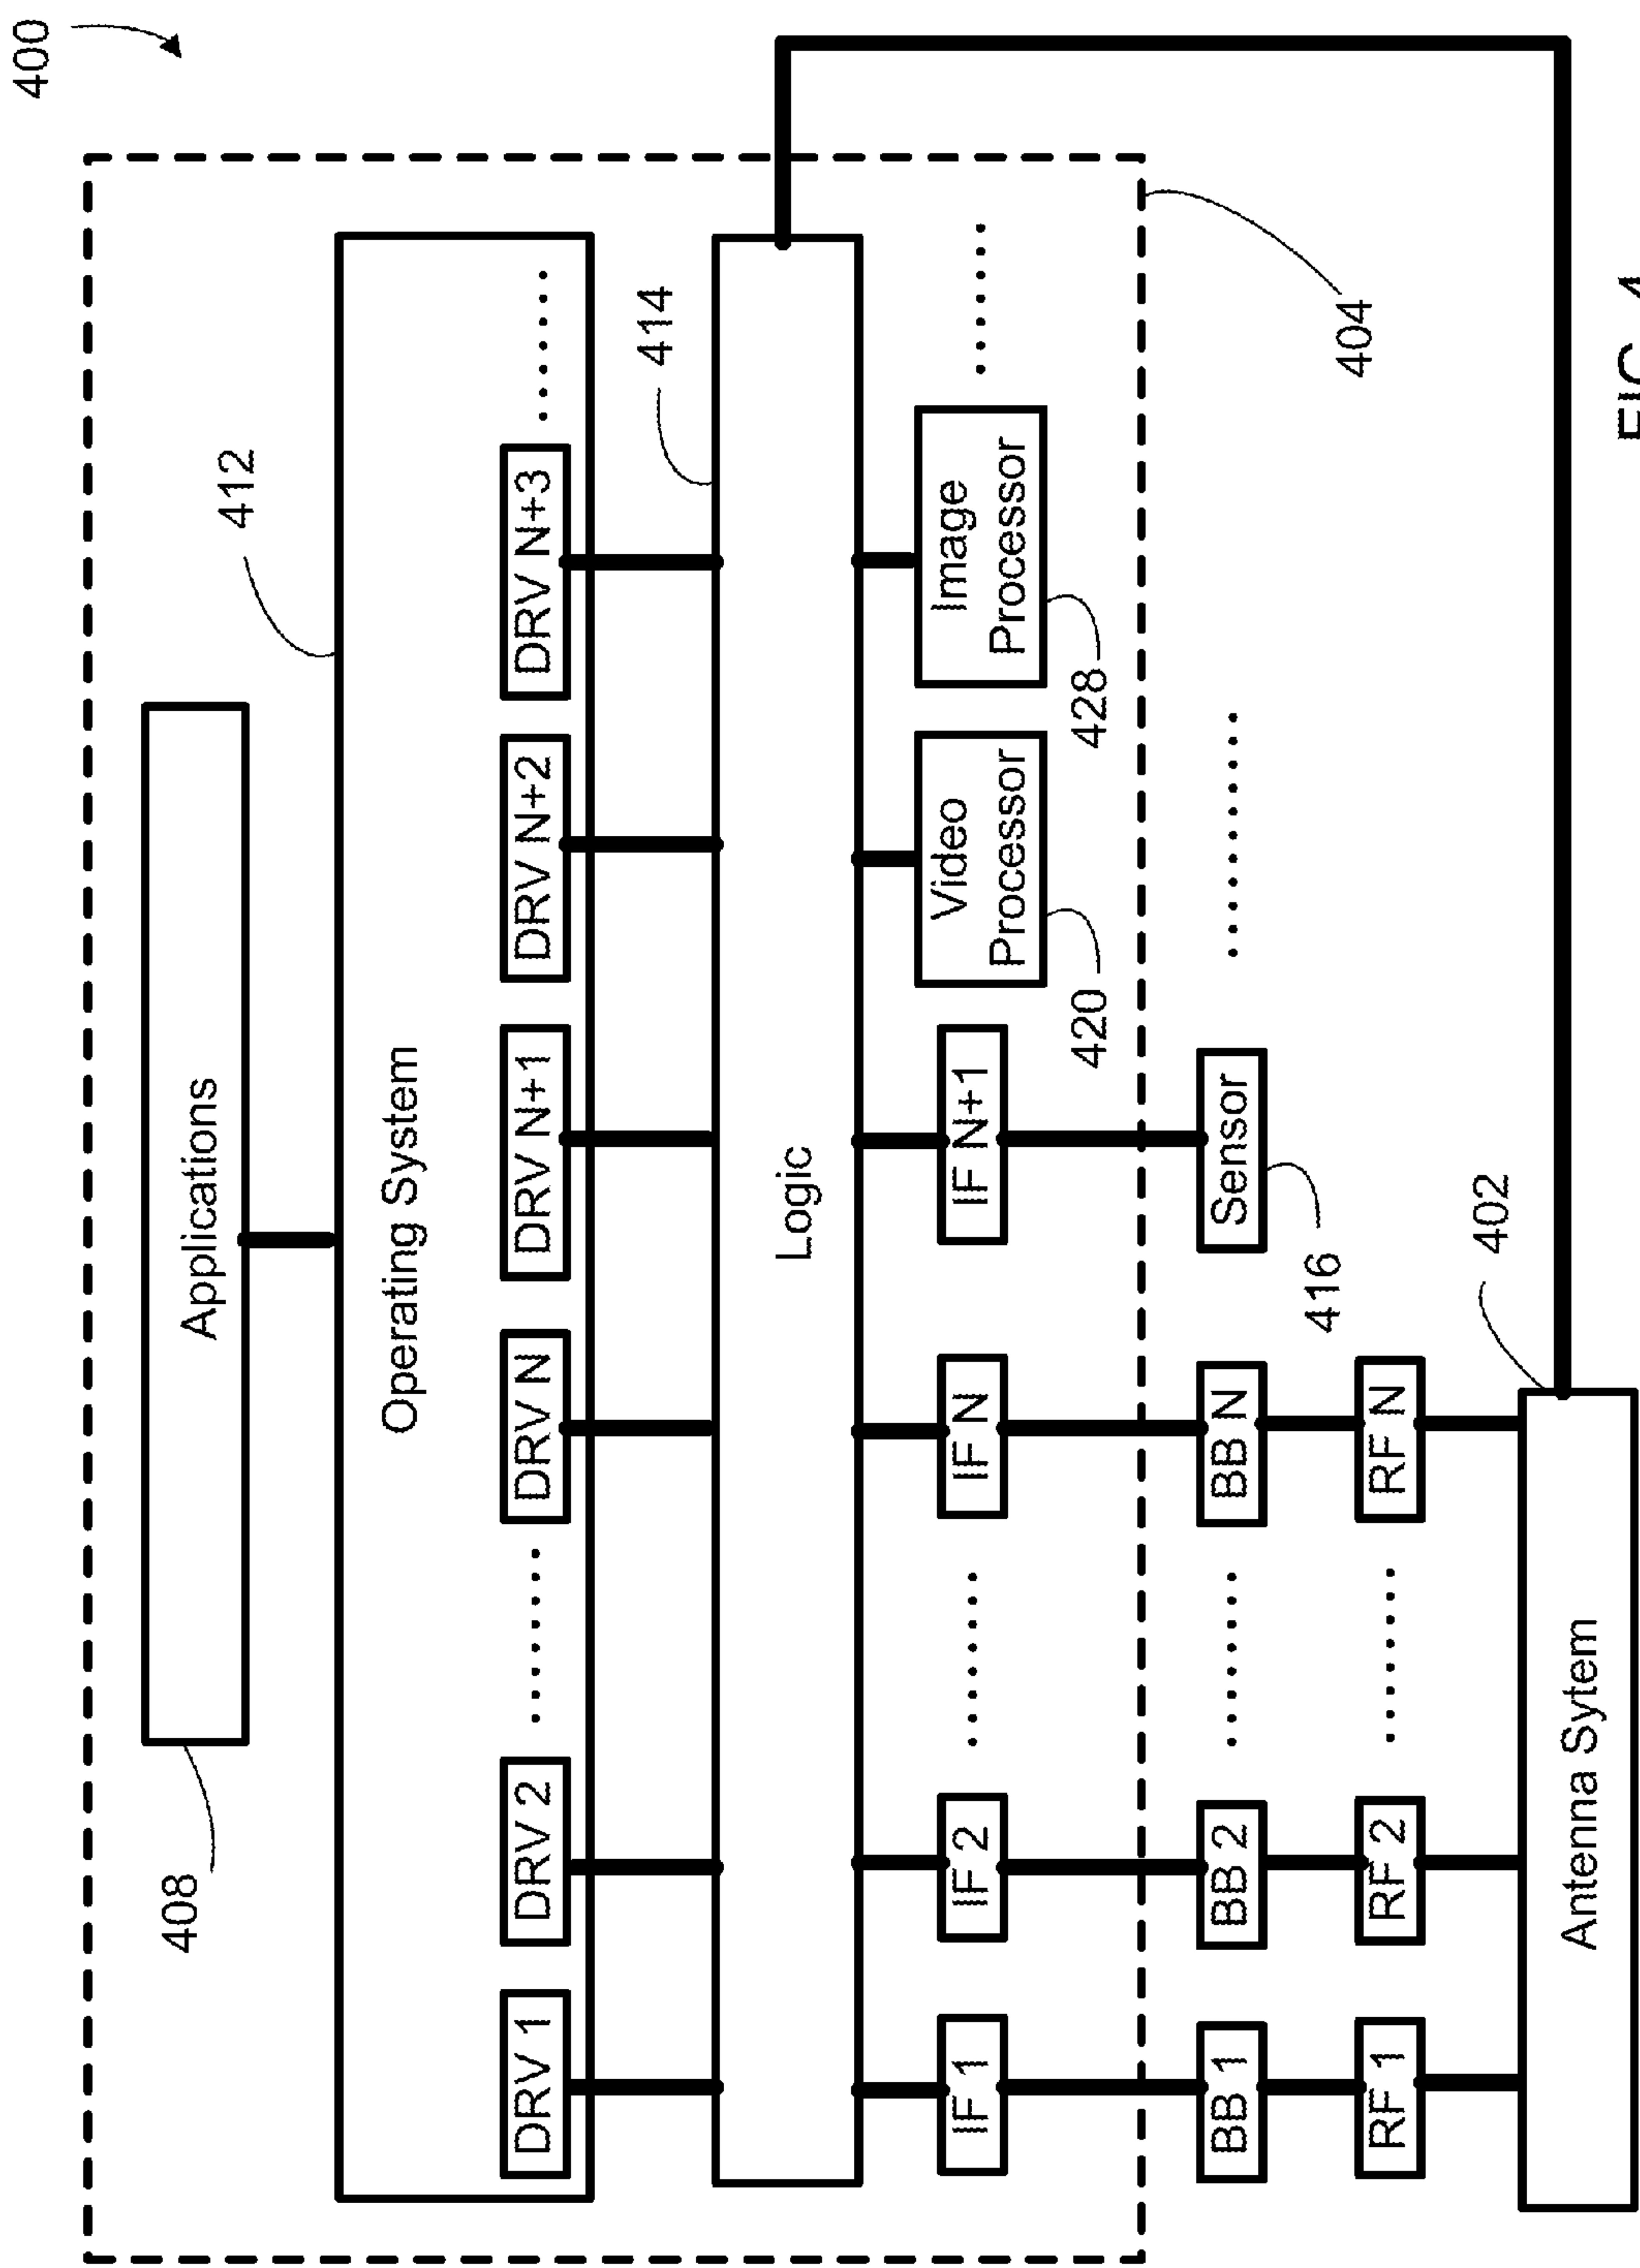 400
Applications
408
412
Operating System
DRV 1
DRV 2
DRV N
DRV N+1
DRV N+2
DRV N+3
414
Logic
IF 1
IF 2
IF N
IF N+1
Video
Processor
Image
Processor
420
428
404
BB 1
BB 2
BB N
Sensor
416
RF 1
RF 2
RF N
402
Antenna Sytem